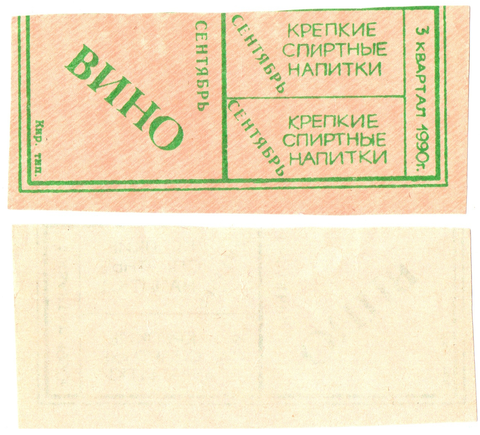 ВИНО
Кир. тип.
СЕНТЯБРЬ
СЕНТЯБРЬ
КРЕПКИЕ
СПИРТНЫЕ
НАПИТКИ
СЕНТЯБРЬ
КРЕПКИЕ
СПИРТНЫЕ
НАПИТКИ
3 КВАРТАЛ 1990г.